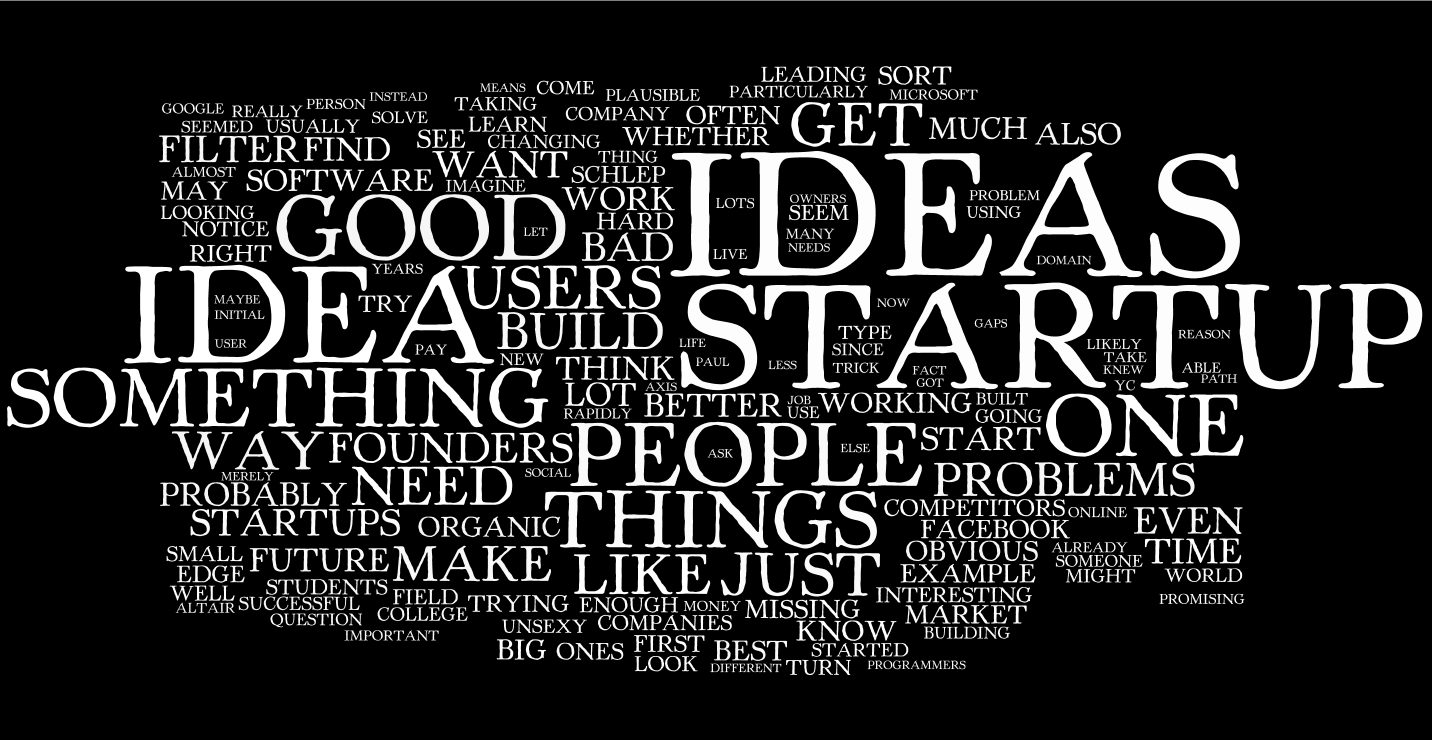 LEADING SORT
MEANS COME PLAUSIBLE PARTICULARLY MICROSOFT
GOOGLE REALLY PERSON INSTEAD TAKING COMPANY OFTEN GET MUCH ALSO
SEEMED USUALLY SOLVE LEARN WHETHER
FILTER FIND SEE CHANGING
ALMOST SOFTWARE WANT THING SCHLEP IDEAS
MAY IMAGINE WORK LOTS OWNERS PROBLEM
LOOKING GOOD HARD SEEM USING
NOTICE LET BAD MANY
RIGHT LIVE NEEDS DOMAIN
IDEA YEARS USERS STARTUP
MAYBE TRY NOW
INITIAL BUILD TYPE GAPS REASON
USER PAY LIFE SINCE LIKELY
NEW THINK PAUL LESS TRICK FACT TAKE ABLE
KNEW PATH
SOMETHING LOT AXIS GOT YC
RAPIDLY BETTER JOB USE WORKING BUILT ONE
GOING
WAY FOUNDERS PEOPLE ASK ELSE START
MERELY NEED SOCIAL PROBLEMS
PROBABLY THINGS
STARTUPS ORGANIC COMPETITORS ONLINE EVEN
FACEBOOK
SMALL FUTURE MAKE LIKE JUST OBVIOUS ALREADY TIME
EDGE EXAMPLE SOMEONE MIGHT WORLD
WELL STUDENTS FIELD TRYING ENOUGH MONEY MISSING INTERESTING PROMISING
ALTAIR SUCCESSFUL COLLEGE MARKET
QUESTION UNSEXY COMPANIES KNOW BUILDING
IMPORTANT
BIG ONES FIRST BEST STARTED
LOOK DIFFERENT TURN PROGRAMMERS